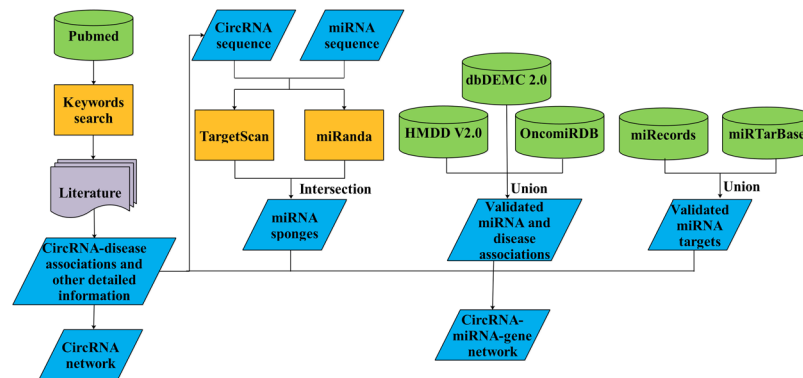 Pubmed
Keywords
search
Literature
CircRNA-disease
associations and
other detailed
information
CircRNA
network
CircRNA
sequence
miRNA
sequence
TargetScan
miRanda
Intersection
miRNA
sponges
dbDEMC 2.0
HMDD V2.0
OncomiRDB
Union
Validated
miRNA and
disease
associations
miRecords
miRTarBase
Union
Validated
miRNA
targets
CircRNA-
miRNA-gene
network